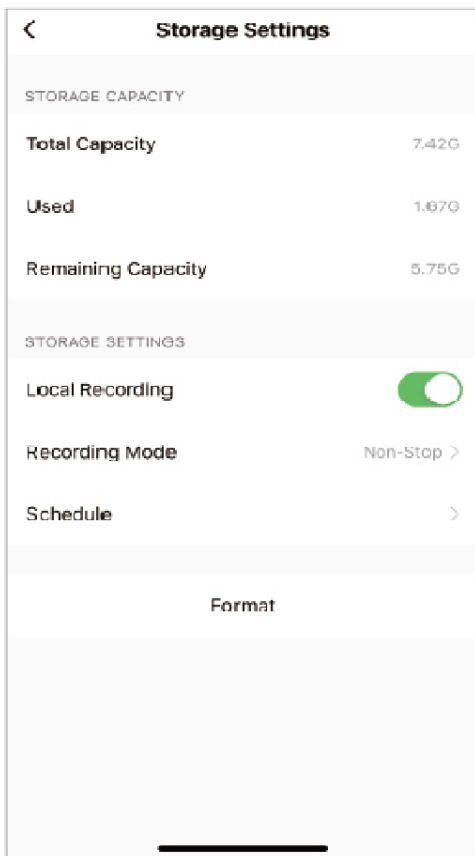 Storage Settings
STORAGE CAPACITY
Total Capacity 7.42G
Used 1.67G
Remaining Capacity 5.75G
STORAGE SETTINGS
Local Recording
Recording Mode Non-Stop >
Schedule >
Format